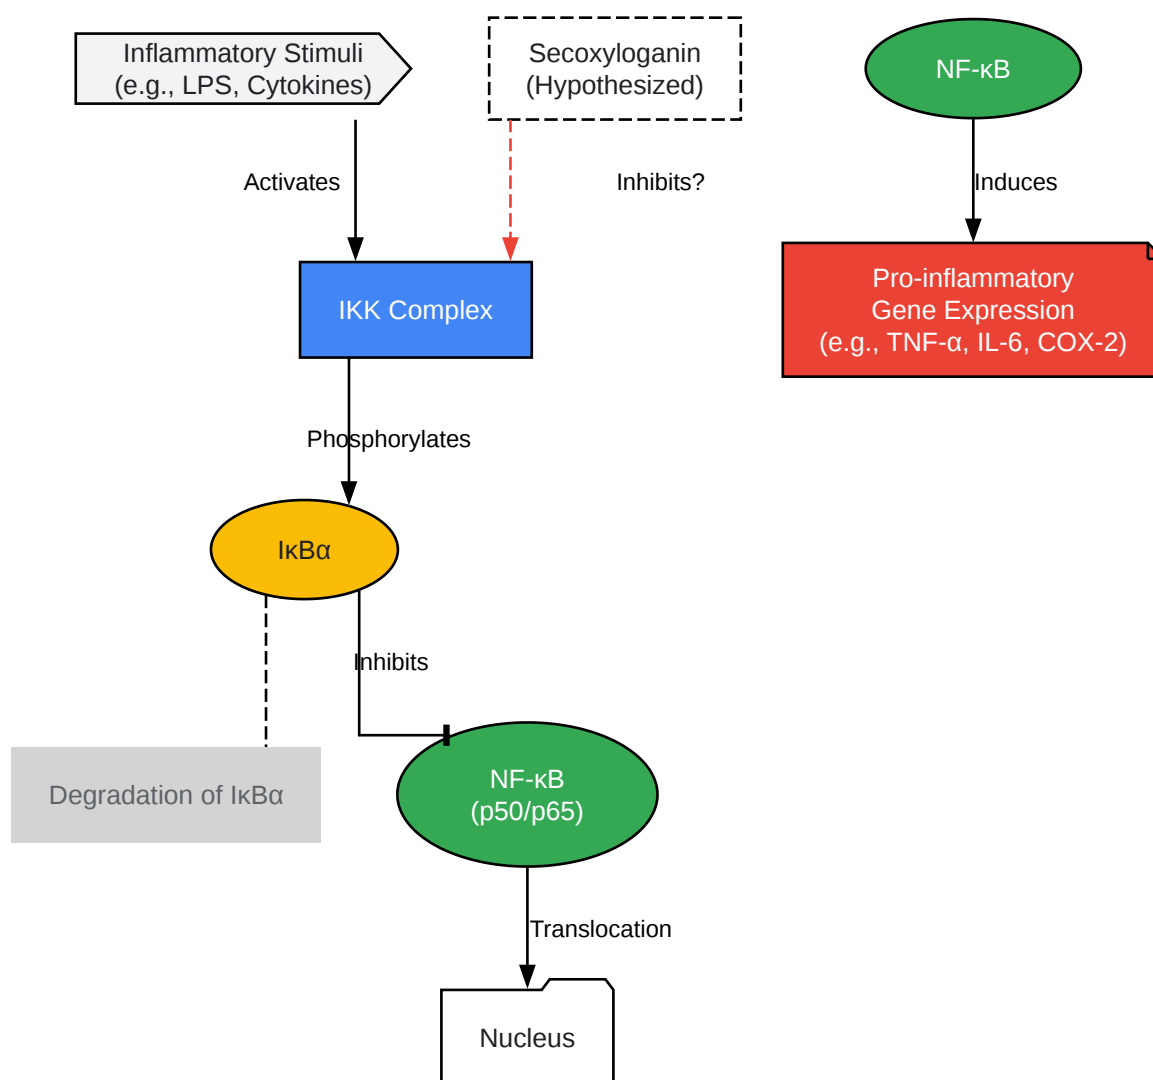 Inflammatory Stimuli
(e.g., LPS, Cytokines)
Secoxyloganin
(Hypothesized)
NF-κB
Activates
Inhibits?
Induces
IKK Complex
Pro-inflammatory
Gene Expression
(e.g., TNF-α, IL-6, COX-2)
Phosphorylates
IκBα
Inhibits
Degradation of IκBα
NF-κB
(p50/p65)
Translocation
Nucleus